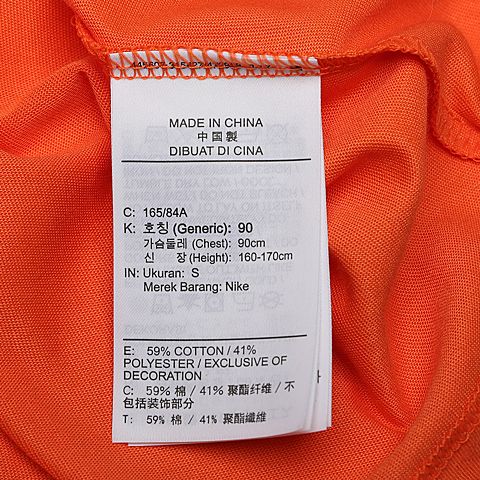 MADE IN CHINA
中國製
DIBUAT DI CINA
C: 165/84A
K: 호칭 (Generic): 90
가슴둘레 (Chest): 90cm
신 장 (Height): 160-170cm
IN: Ukuran: S
Merek Barang: Nike
E: 59% COTTON / 41%
POLYESTER / EXCLUSIVE OF
DECORATION
C: 59% 棉 / 41% 聚酯纤维 / 不
包括装饰部分
T: 59% 棉 / 41% 聚酯纖維